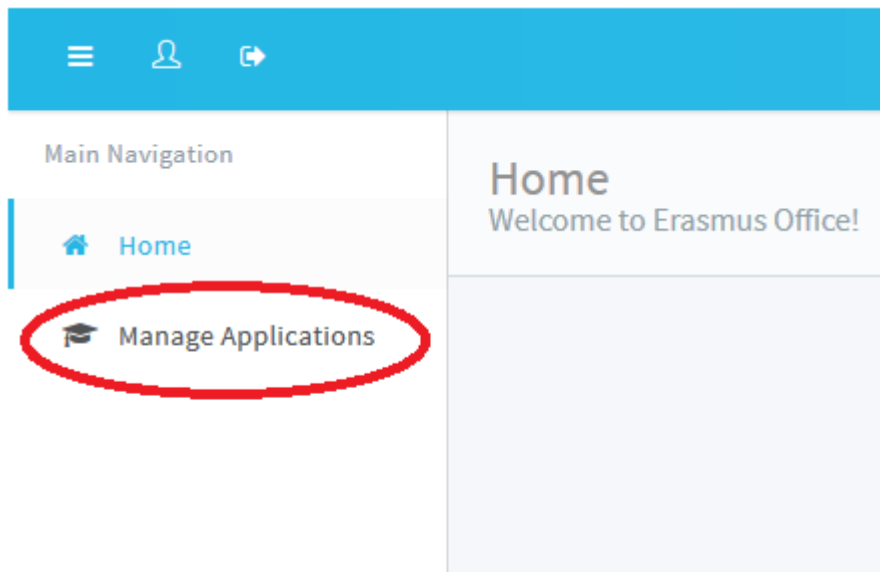 Main Navigation
Home
Manage Applications
Home
Welcome to Erasmus Office!